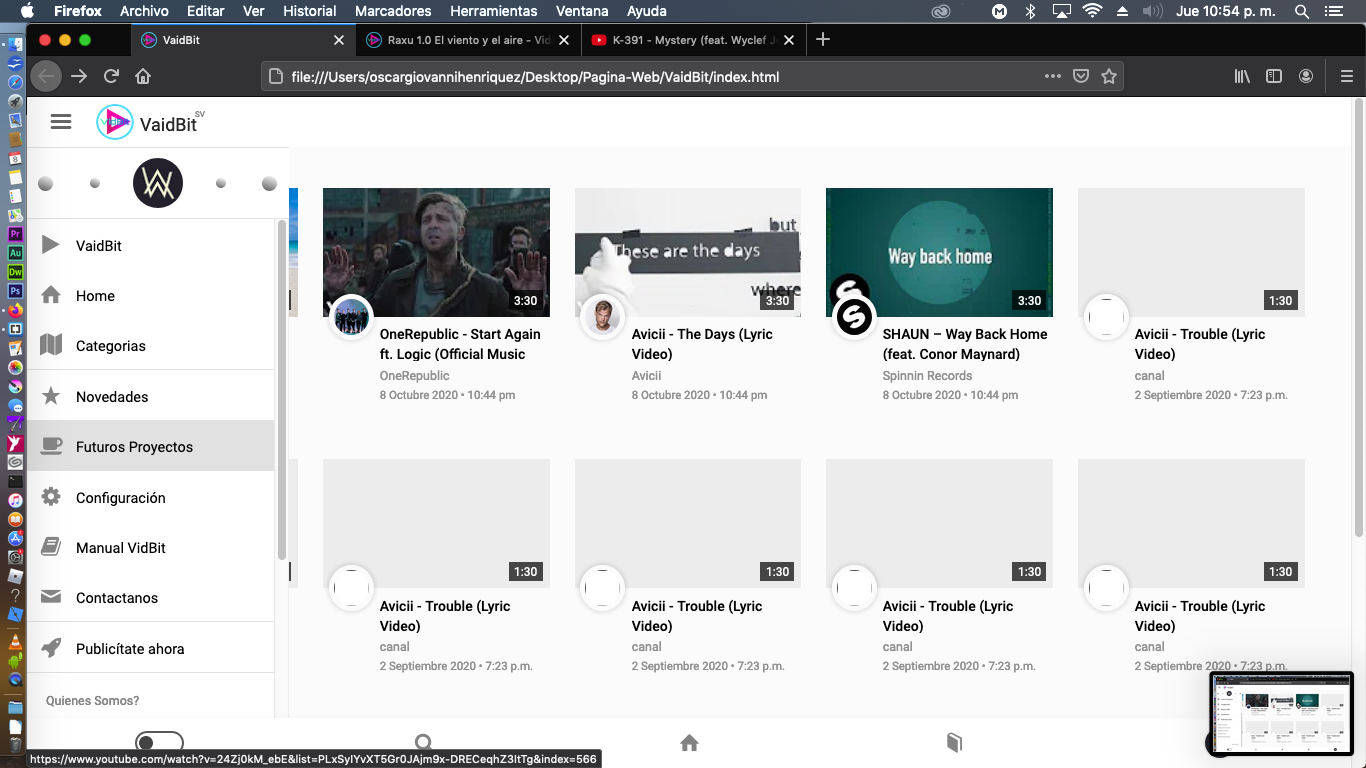 Firefox Archivo Editar Ver Historial Marcadores Herramientas Ventana Ayuda Jue 10:54 p. m.
VaidBit Raxu 1.0 El viento y el aire - Vid K-391 - Mystery (feat. Wyclef J
file:///Users/oscargiovannihenriquez/Desktop/Pagina-Web/VaidBit/index.html
VaidBit SV
VaidBit
Home
Categorias
Novedades
Futuros Proyectos
Configuración
Manual VidBit
Contactanos
Publicítate ahora
Quienes Somos?
3:30
OneRepublic - Start Again
ft. Logic (Official Music
OneRepublic
8 Octubre 2020 • 10:44 pm
but
These are the days
where
3:30
Avicii - The Days (Lyric
Video)
Avicii
8 Octubre 2020 • 10:44 pm
Way back home
3:30
SHAUN – Way Back Home
(feat. Conor Maynard)
Spinnin Records
8 Octubre 2020 • 10:44 pm
1:30
Avicii - Trouble (Lyric
Video)
canal
2 Septiembre 2020 • 7:23 p.m.
1:30
Avicii - Trouble (Lyric
Video)
canal
2 Septiembre 2020 • 7:23 p.m.
1:30
Avicii - Trouble (Lyric
Video)
canal
2 Septiembre 2020 • 7:23 p.m.
1:30
Avicii - Trouble (Lyric
Video)
canal
2 Septiembre 2020 • 7:23 p.m.
1:30
Avicii - Trouble (Lyric
Video)
canal
2 Septiembre 2020 • 7:23 p.m.
Pr
Au
Dw
Ps
https://www.youtube.com/watch?v=24Zj0kM_ebE&list=PLxSyIYvXT5Gr0JAjm9x-DRECeqhZ3ItTg&index=566